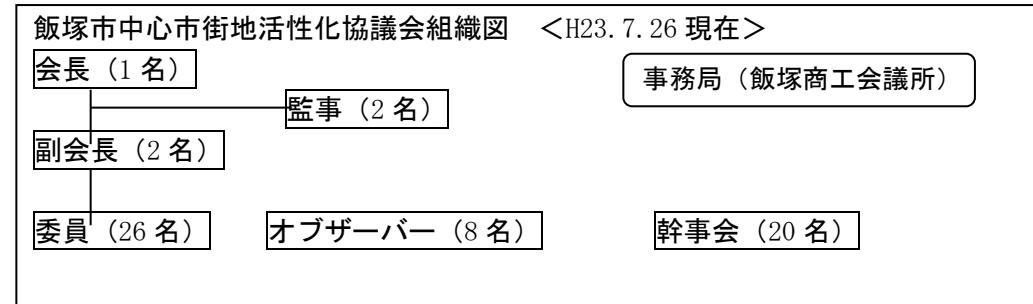 飯塚市中心市街地活性化協議会組織図　＜H23.7.26 現在＞
会長（1 名）
事務局（飯塚商工会議所）
監事（2 名）
副会長（2 名）
委員（26 名）　オブザーバー（8 名）　幹事会（20 名）